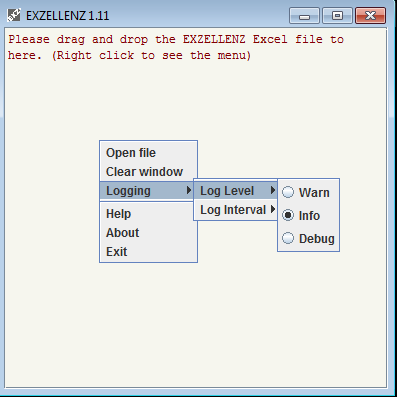 EXZELLENZ 1.11
Please drag and drop the EXZELLENZ Excel file to
here. (Right click to see the menu)
Open file
Clear window
Logging
Help
About
Exit
Log Level
Log Interval
Warn
Info
Debug